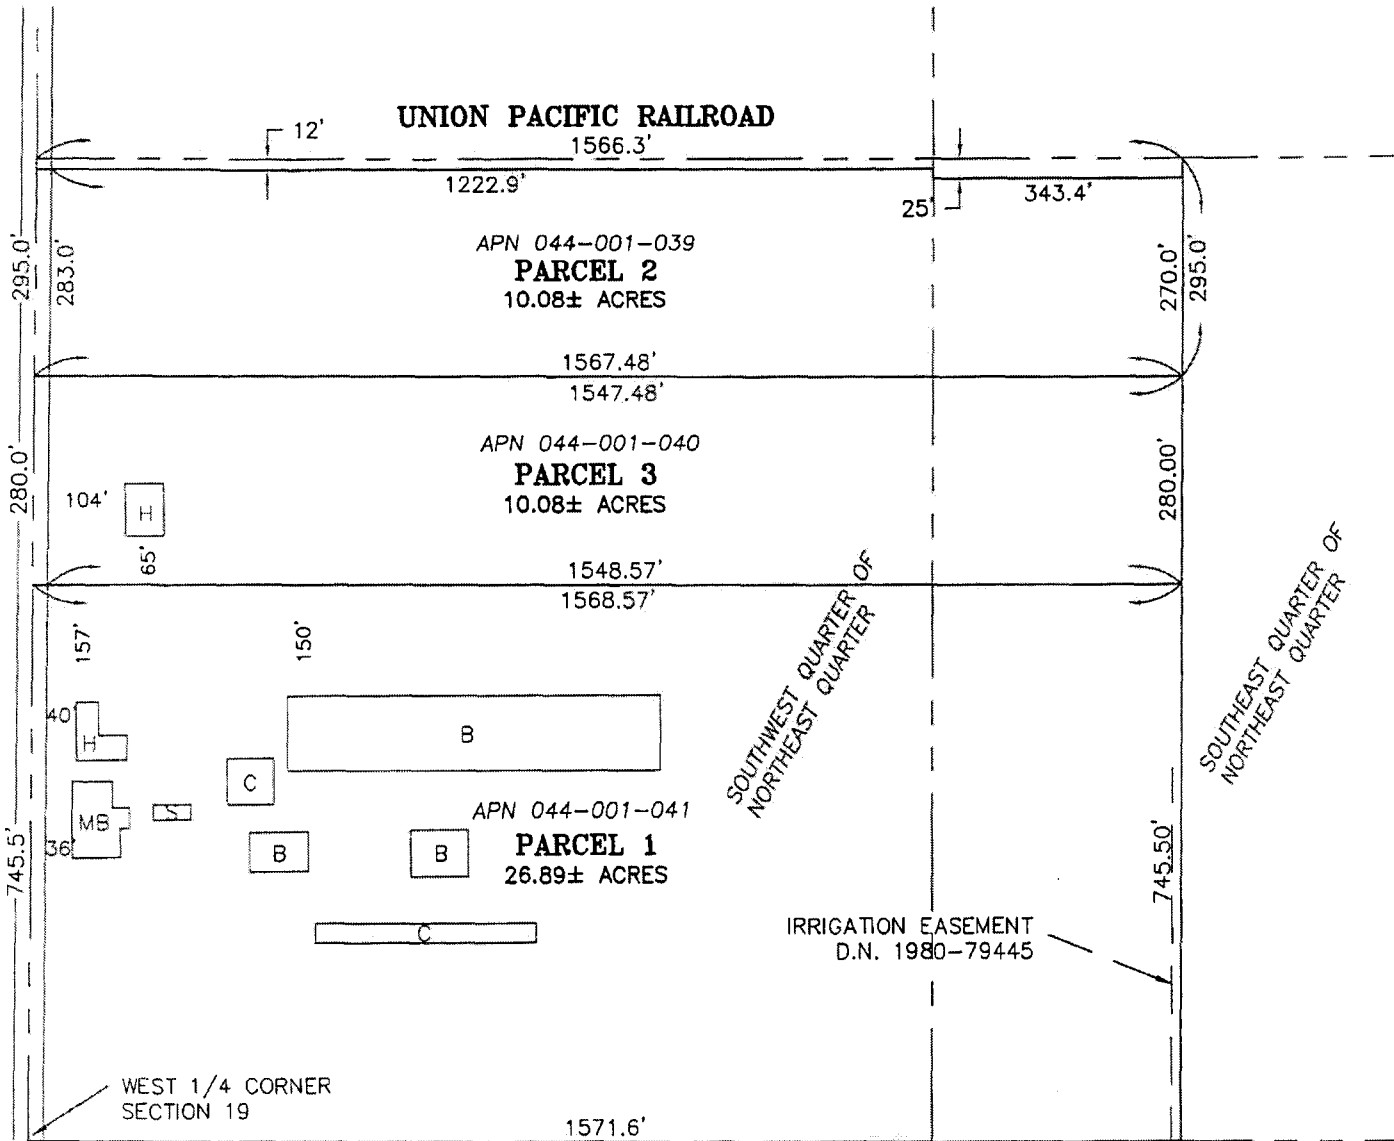 UNION PACIFIC RAILROAD
12'
1566.3'
1222.9'
25'
343.4'
295.0'
283.0'
APN 044-001-039
PARCEL 2
10.08± ACRES
270.0'
295.0'
1567.48'
1547.48'
280.0'
104'
H
65'
APN 044-001-040
PARCEL 3
10.08± ACRES
280.00'
1548.57'
1568.57'
157'
150'
SOUTHWEST QUARTER OF
NORTHEAST QUARTER
SOUTHEAST QUARTER OF
NORTHEAST QUARTER
40'
H
B
C
MB
S
36'
B
B
APN 044-001-041
PARCEL 1
26.89± ACRES
745.5'
745.50'
C
IRRIGATION EASEMENT
D.N. 1980-79445
WEST 1/4 CORNER
SECTION 19
1571.6'